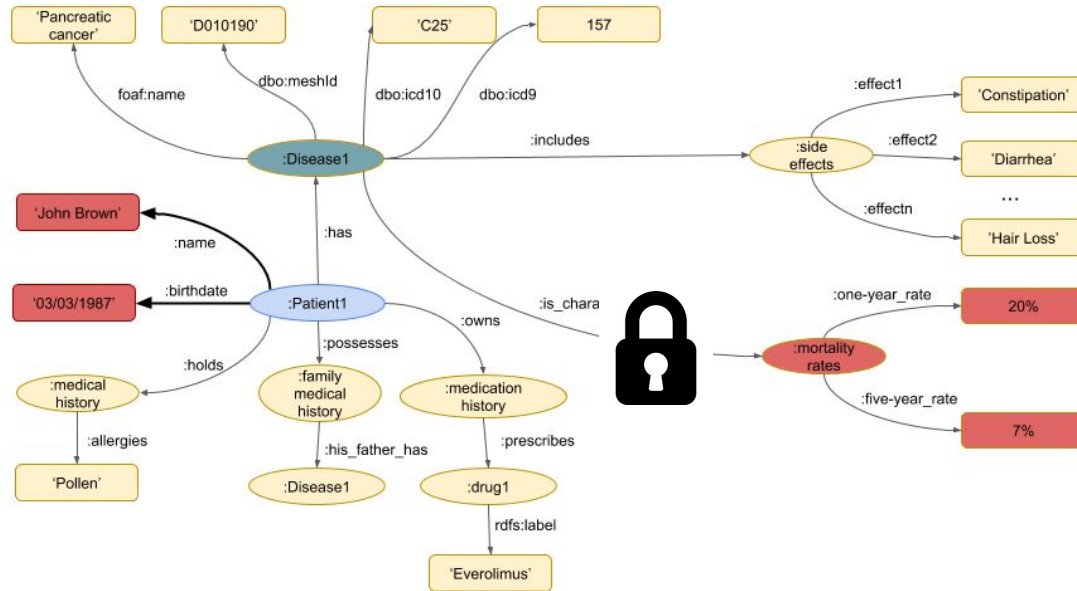 'Pancreatic
cancer'
'D010190'
'C25'
157
foaf:name
dbo:meshId
dbo:icd10
dbo:icd9
:Disease1
:includes
:side
effects
:effect1
:effect2
:effectn
'Constipation'
'Diarrhea'
...
'Hair Loss'
'John Brown'
:name
:has
'03/03/1987'
:birthdate
:Patient1
:is_chara
:mortality
rates
:one-year_rate
20%
:five-year_rate
7%
:holds
:possesses
:owns
:medical
history
:family
medical
history
:medication
history
:allergies
:his_father_has
:prescribes
'Pollen'
:Disease1
:drug1
rdfs:label
'Everolimus'